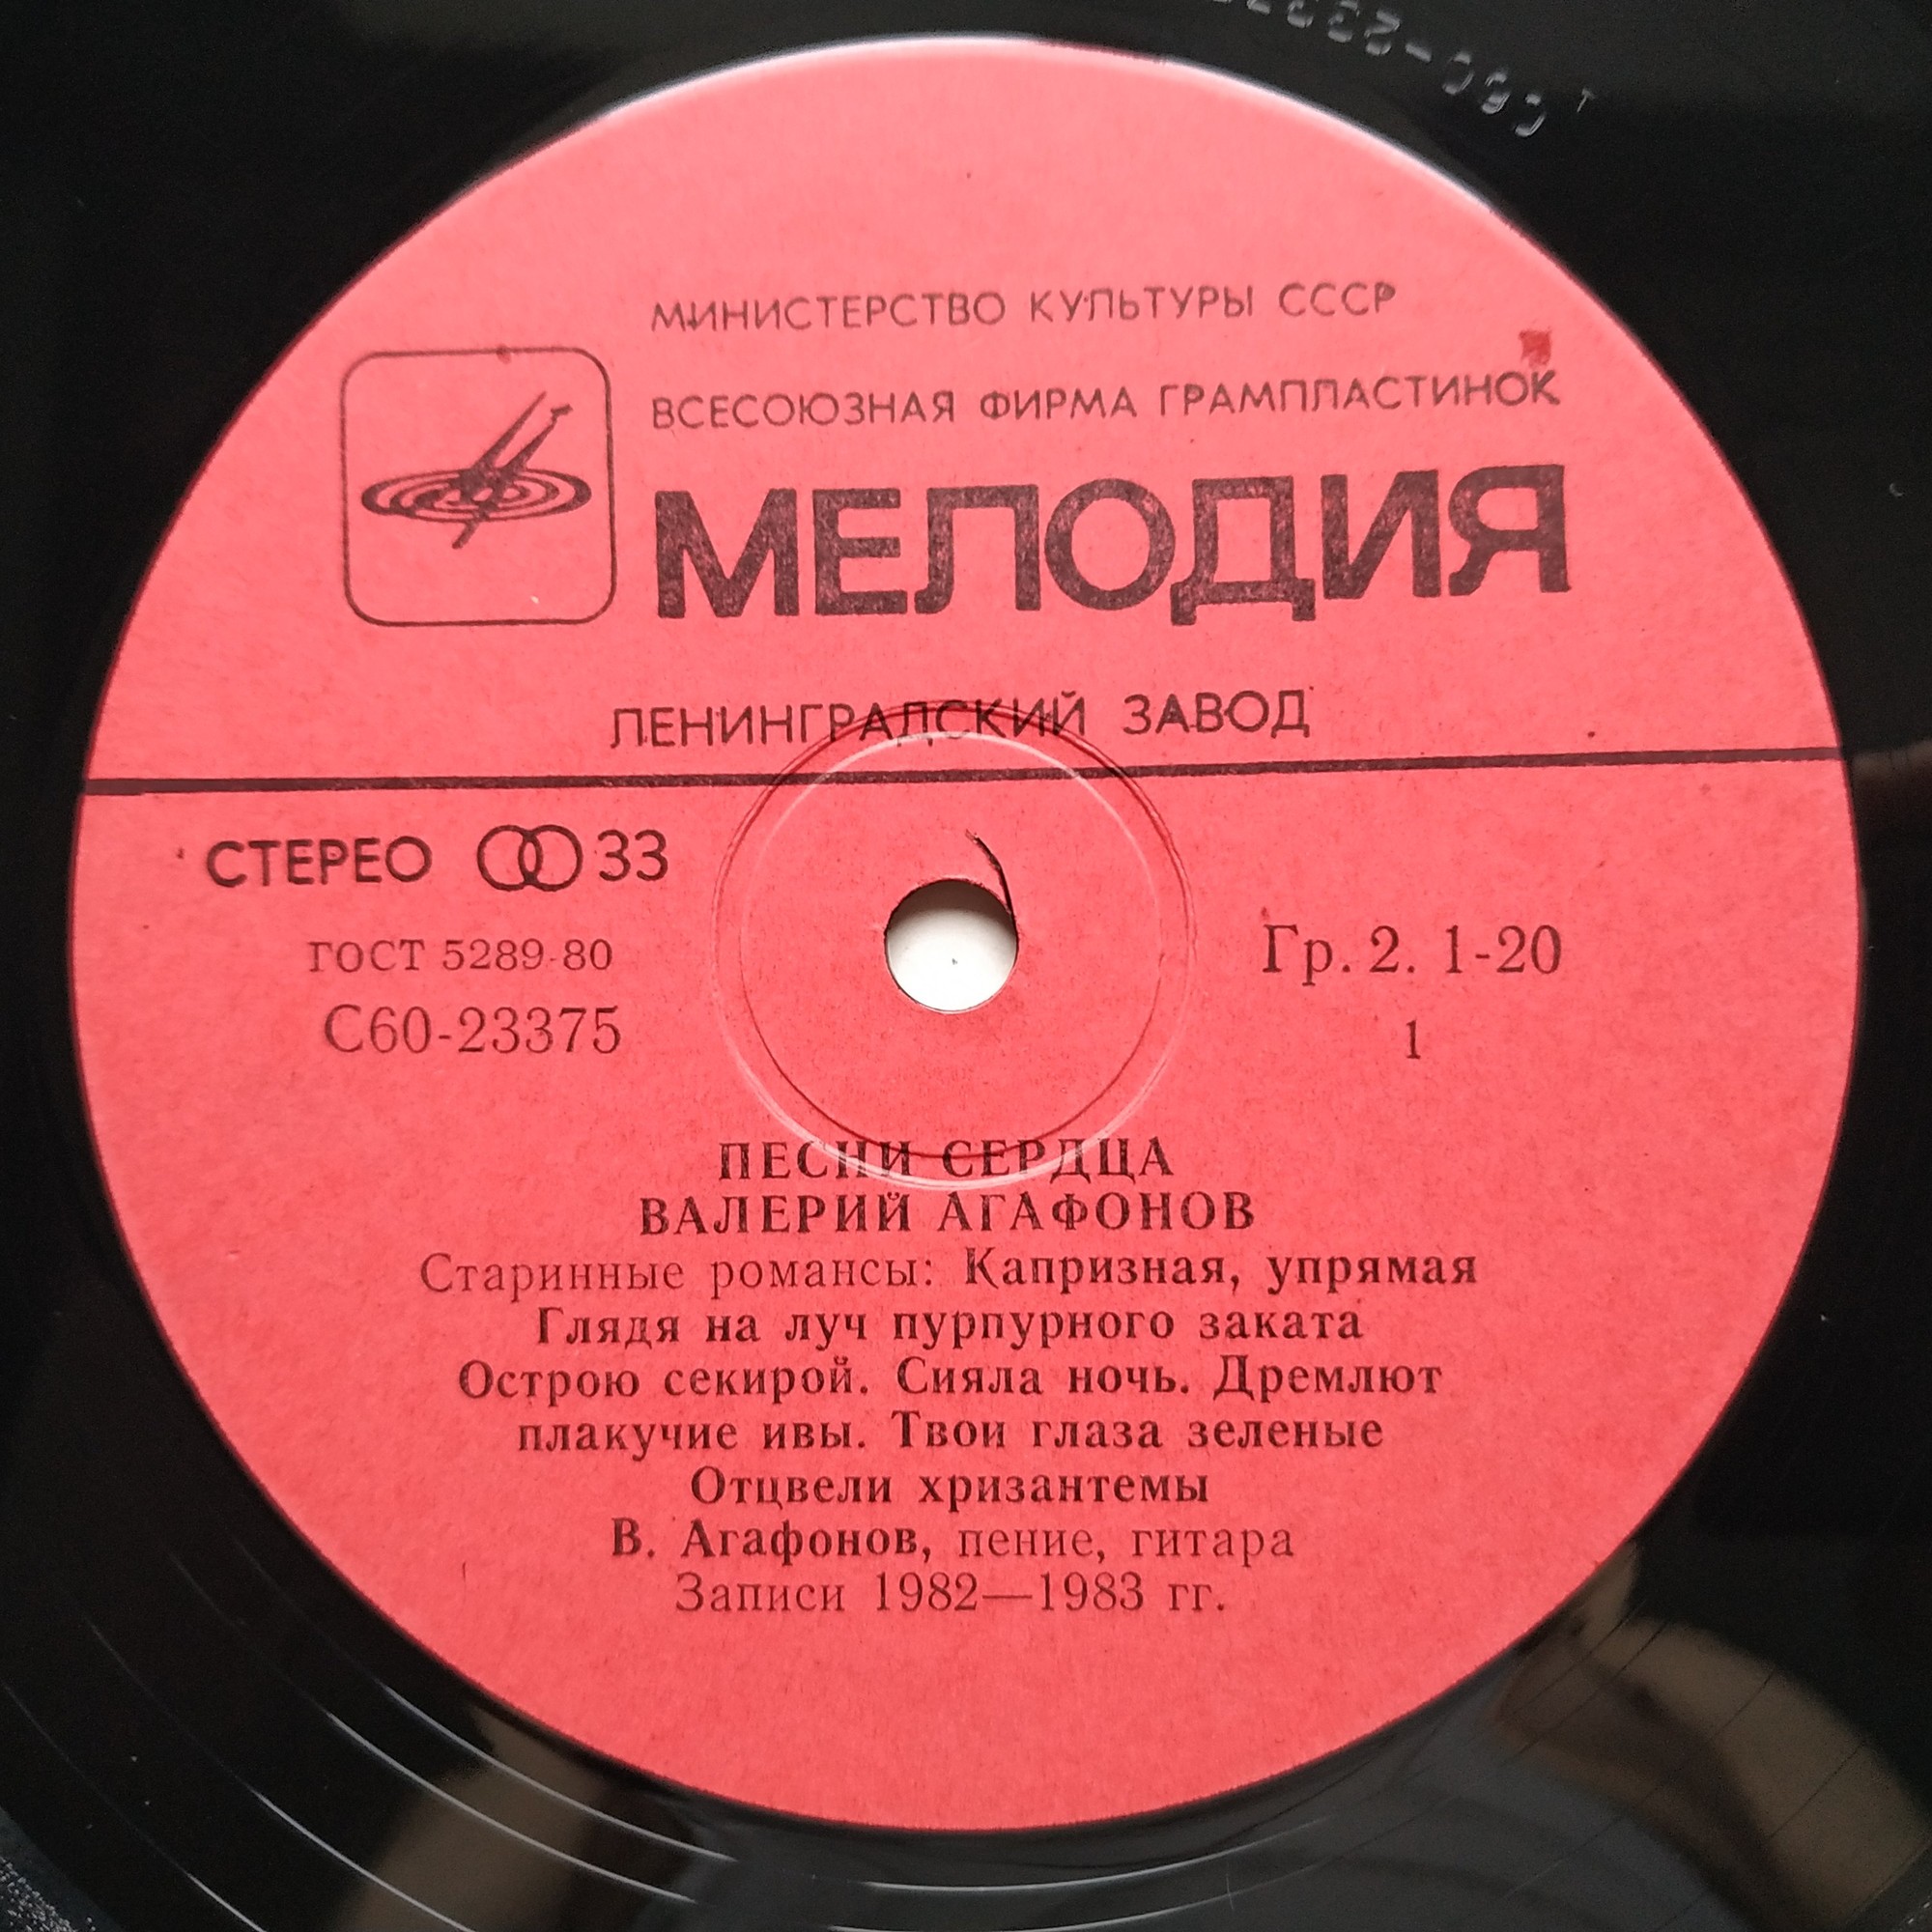 МИНИСТЕРСТВО КУЛЬТУРЫ СССР
ВСЕСОЮЗНАЯ ФИРМА ГРАМПЛАСТИНОК
МЕЛОДИЯ
ЛЕНИНГРАДСКИЙ ЗАВОД
СТЕРЕО 33
ГОСТ 5289-80
С60-23375
Гр. 2. 1-20
1
ПЕСНИ СЕРДЦА
ВАЛЕРИЙ АГАФОНОВ
Старинные романсы: Капризная, упрямая
Глядя на луч пурпурного заката
Острою секирой. Сияла ночь. Дремлют
плакучие ивы. Твои глаза зеленые
Отцвели хризантемы
В. Агафонов, пение, гитара
Записи 1982—1983 гг.